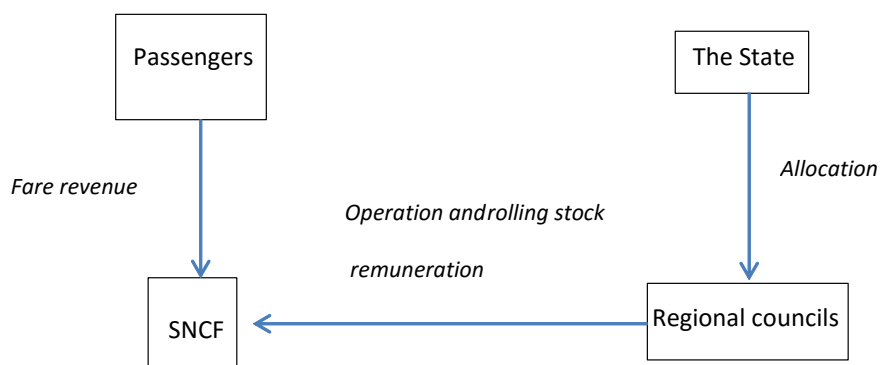 Passengers
The State
Fare revenue
Allocation
Operation androlling stock
remuneration
SNCF
Regional councils